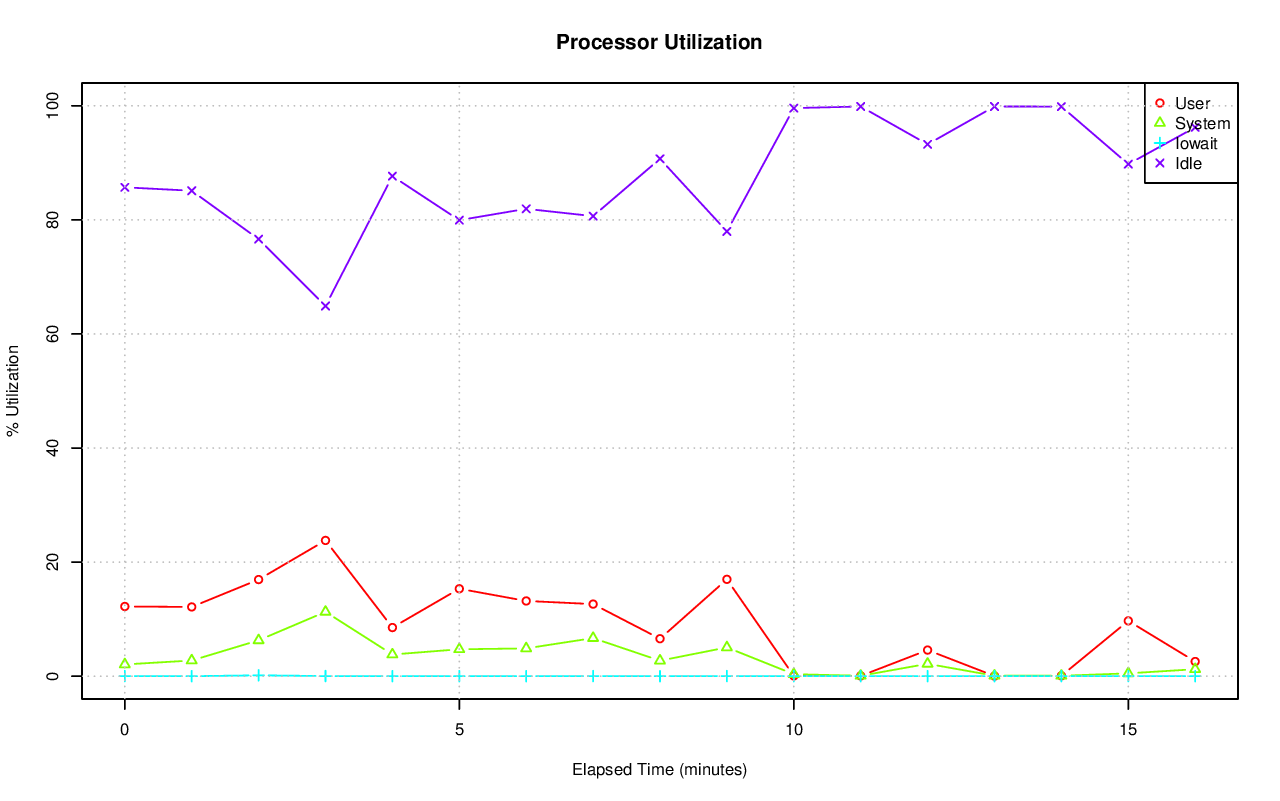 Processor Utilization
100
80
60
40
20
0
% Utilization
User
System
Iowait
Idle
0 5 10 15
Elapsed Time (minutes)